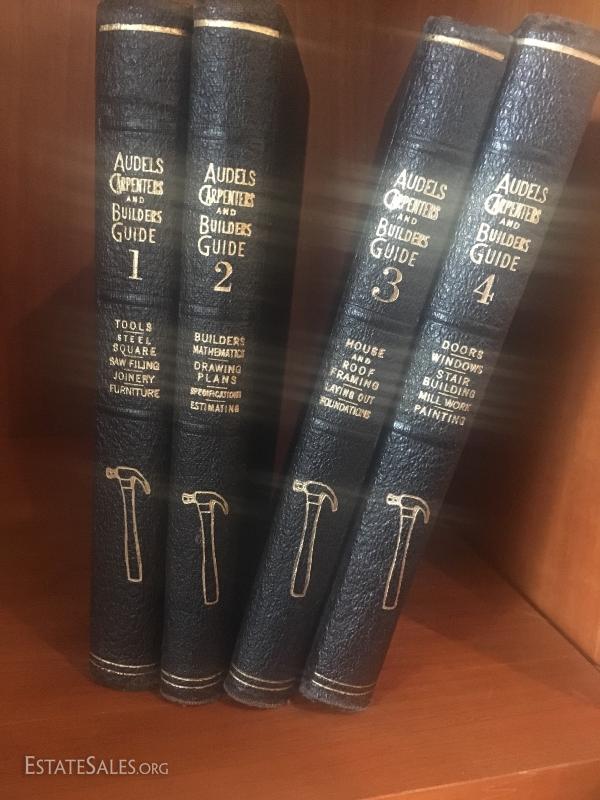 AUDELS
CARPENTERS
AND
BUILDERS
GUIDE
1
TOOLS
STEEL
SQUARE
SAW FILING
JOINERY
FURNITURE
AUDELS
CARPENTERS
AND
BUILDERS
GUIDE
2
BUILDERS
MATHEMATICS
DRAWING
PLANS
SPECIFICATIONS
ESTIMATING
AUDELS
CARPENTERS
AND
BUILDERS
GUIDE
3
HOUSE
AND
ROOF
FRAMING
LAYING OUT
FOUNDATIONS
AUDELS
CARPENTERS
AND
BUILDERS
GUIDE
4
DOORS
WINDOWS
STAIR
BUILDING
MILL WORK
PAINTING
ESTATESALES.ORG